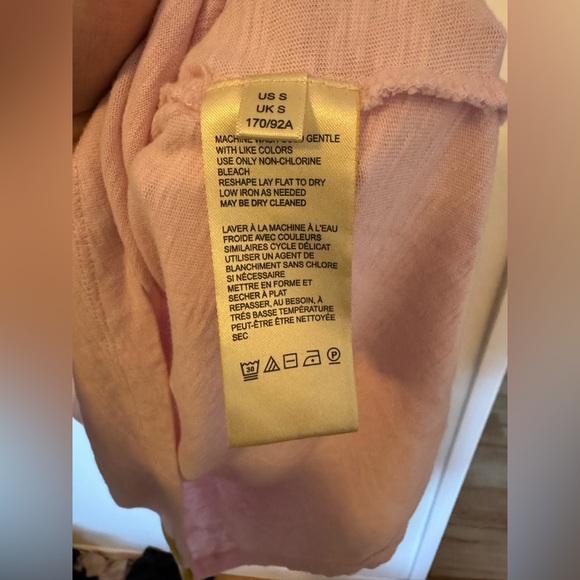 US S
UK S
170/92A
MACHINE WASH GENTLE
WITH LIKE COLORS
USE ONLY NON-CHLORINE
BLEACH
RESHAPE LAY FLAT TO DRY
LOW IRON AS NEEDED
MAY BE DRY CLEANED
LAVER À LA MACHINE À L'EAU
FROIDE AVEC COULEURS
SIMILAIRES CYCLE DÉLICAT
UTILISER UN AGENT DE
BLANCHIMENT SANS CHLORE
SI NÉCESSAIRE
METTRE EN FORME ET
SECHER À PLAT
REPASSER, AU BESOIN, À
TRÈS BASSE TEMPÉRATURE
PEUT-ÊTRE ÊTRE NETTOYÉE
SEC
30
P